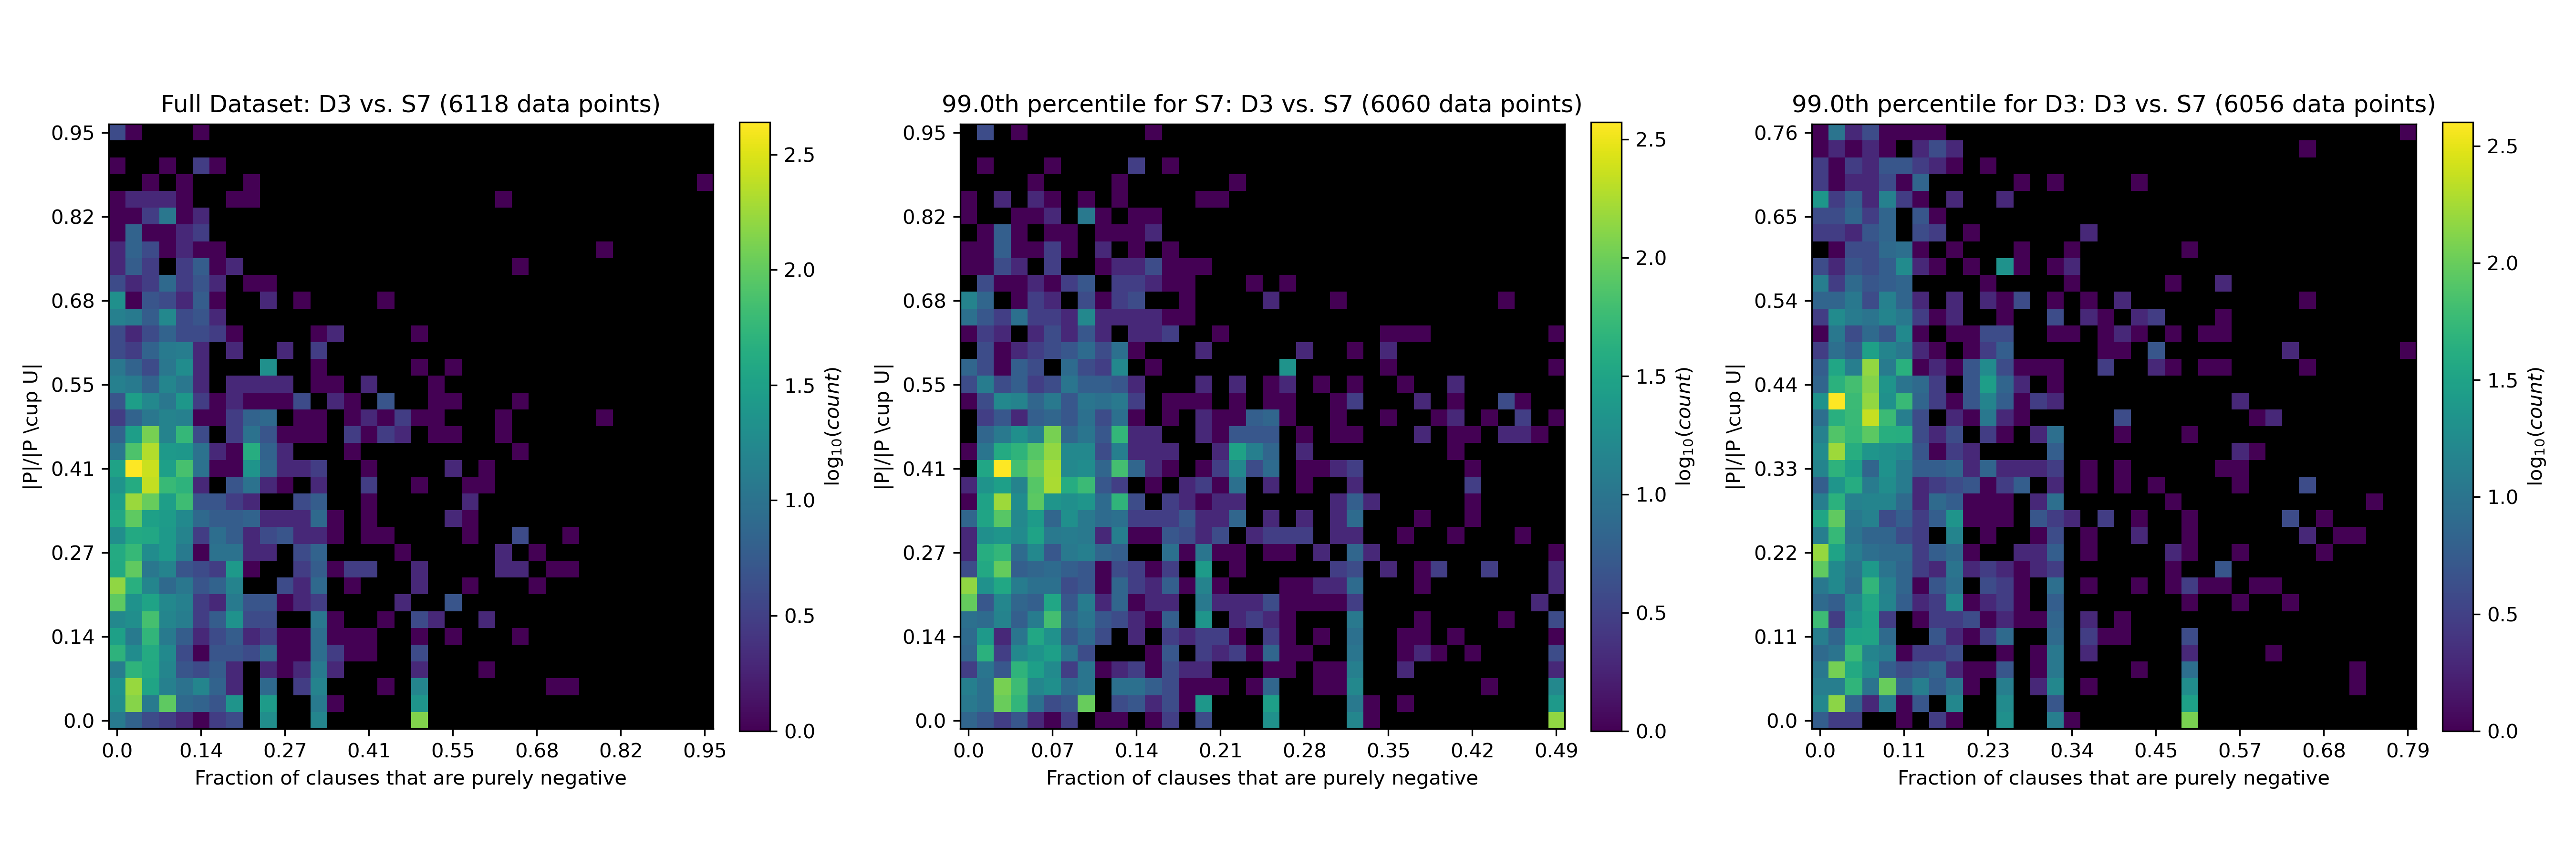 Full Dataset: D3 vs. S7 (6118 data points)
|P|/|P \cup U|
0.95
0.82
0.68
0.55
0.41
0.27
0.14
0.0
0.0 0.14 0.27 0.41 0.55 0.68 0.82 0.95
Fraction of clauses that are purely negative
2.5
2.0
1.5
1.0
0.5
0.0
log₁₀(count)
99.0th percentile for S7: D3 vs. S7 (6060 data points)
|P|/|P \cup U|
0.95
0.82
0.68
0.55
0.41
0.27
0.14
0.0
0.0 0.07 0.14 0.21 0.28 0.35 0.42 0.49
Fraction of clauses that are purely negative
2.5
2.0
1.5
1.0
0.5
0.0
log₁₀(count)
99.0th percentile for D3: D3 vs. S7 (6056 data points)
|P|/|P \cup U|
0.76
0.65
0.54
0.44
0.33
0.22
0.11
0.0
0.0 0.11 0.23 0.34 0.45 0.57 0.68 0.79
Fraction of clauses that are purely negative
2.5
2.0
1.5
1.0
0.5
0.0
log₁₀(count)